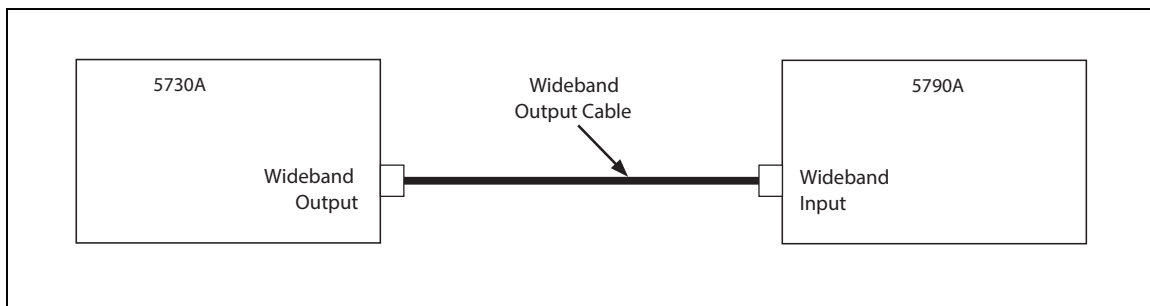 5730A
Wideband
Output
Wideband
Output Cable
5790A
Wideband
Input